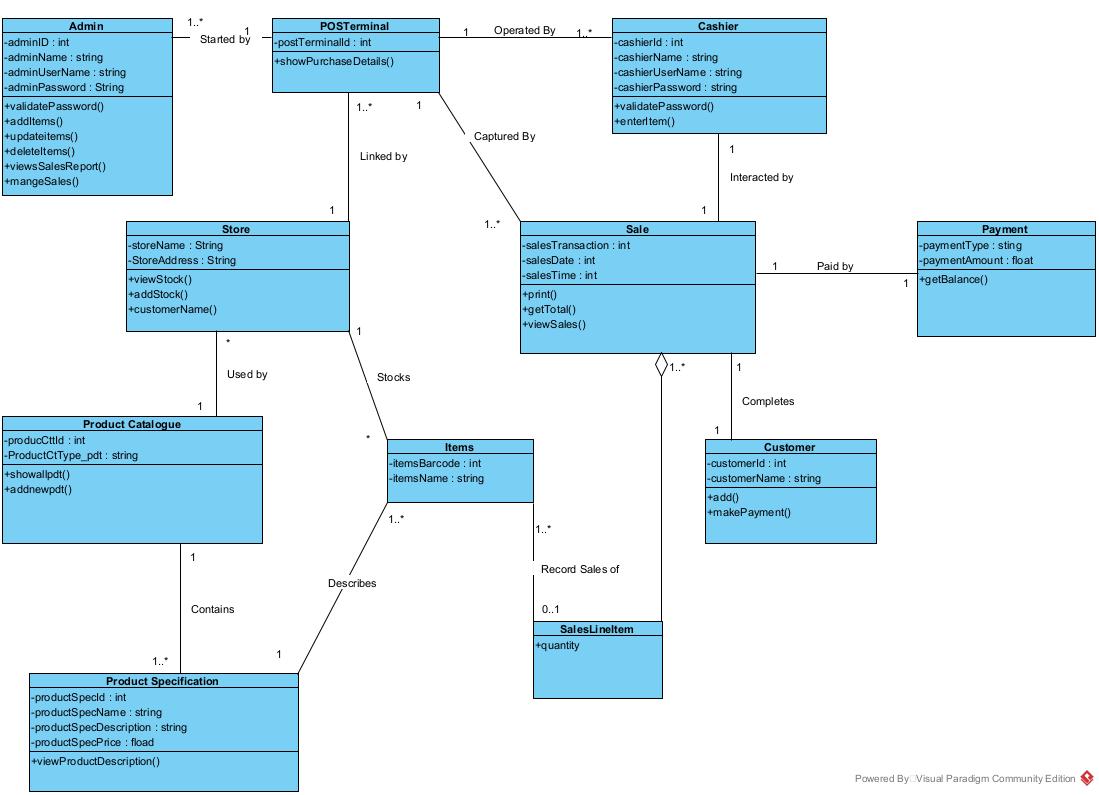 Admin
-adminID : int
-adminName : string
-adminUserName : string
-adminPassword : String
+validatePassword()
+addItems()
+updateitems()
+deleteItems()
+viewsSalesReport()
+mangeSales()
1..*
1
Started by
POSTerminal
-postTerminalId : int
+showPurchaseDetails()
1
Operated By
1..*
Cashier
-cashierId : int
-cashierName : string
-cashierUserName : string
-cashierPassword : string
+validatePassword()
+enterItem()
1..*
Linked by
1
1
Captured By
1..*
1
Interacted by
1
Store
-storeName : String
-StoreAddress : String
+viewStock()
+addStock()
+customerName()
Sale
-salesTransaction : int
-salesDate : int
-salesTime : int
+print()
+getTotal()
+viewSales()
1
Paid by
1
Payment
-paymentType : sting
-paymentAmount : float
+getBalance()
*
Used by
1
1
Stocks
*
1..*
1
Completes
1
Product Catalogue
-producCttId : int
-ProductCtType_pdt : string
+showallpdt()
+addnewpdt()
Items
-itemsBarcode : int
-itemsName : string
Customer
-customerId : int
-customerName : string
+add()
+makePayment()
1
Contains
1..*
1..*
Describes
1
1..*
Record Sales of
0..1
SalesLineItem
+quantity
Product Specification
-productSpecId : int
-productSpecName : string
-productSpecDescription : string
-productSpecPrice : fload
+viewProductDescription()
Powered By Visual Paradigm Community Edition